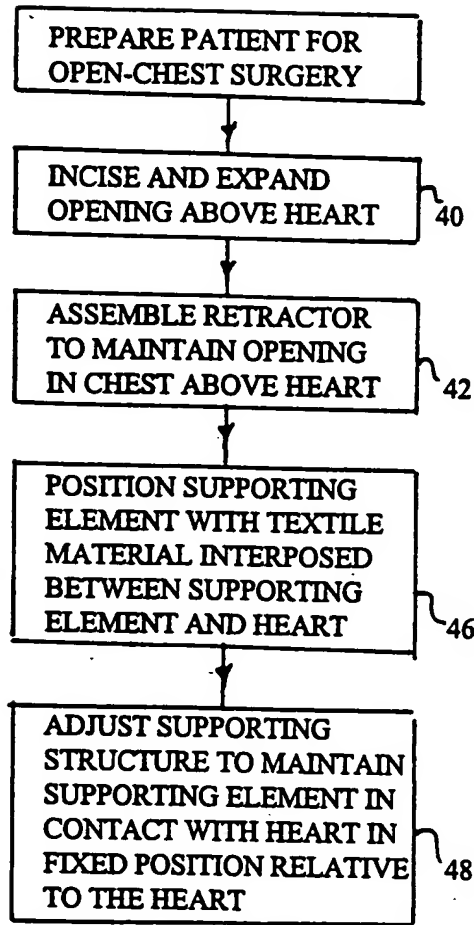 PREPARE PATIENT FOR
OPEN-CHEST SURGERY
INCISE AND EXPAND
OPENING ABOVE HEART
40
ASSEMBLE RETRACTOR
TO MAINTAIN OPENING
IN CHEST ABOVE HEART
42
POSITION SUPPORTING
ELEMENT WITH TEXTILE
MATERIAL INTERPOSED
BETWEEN SUPPORTING
ELEMENT AND HEART
46
ADJUST SUPPORTING
STRUCTURE TO MAINTAIN
SUPPORTING ELEMENT IN
CONTACT WITH HEART IN
FIXED POSITION RELATIVE
TO THE HEART
48